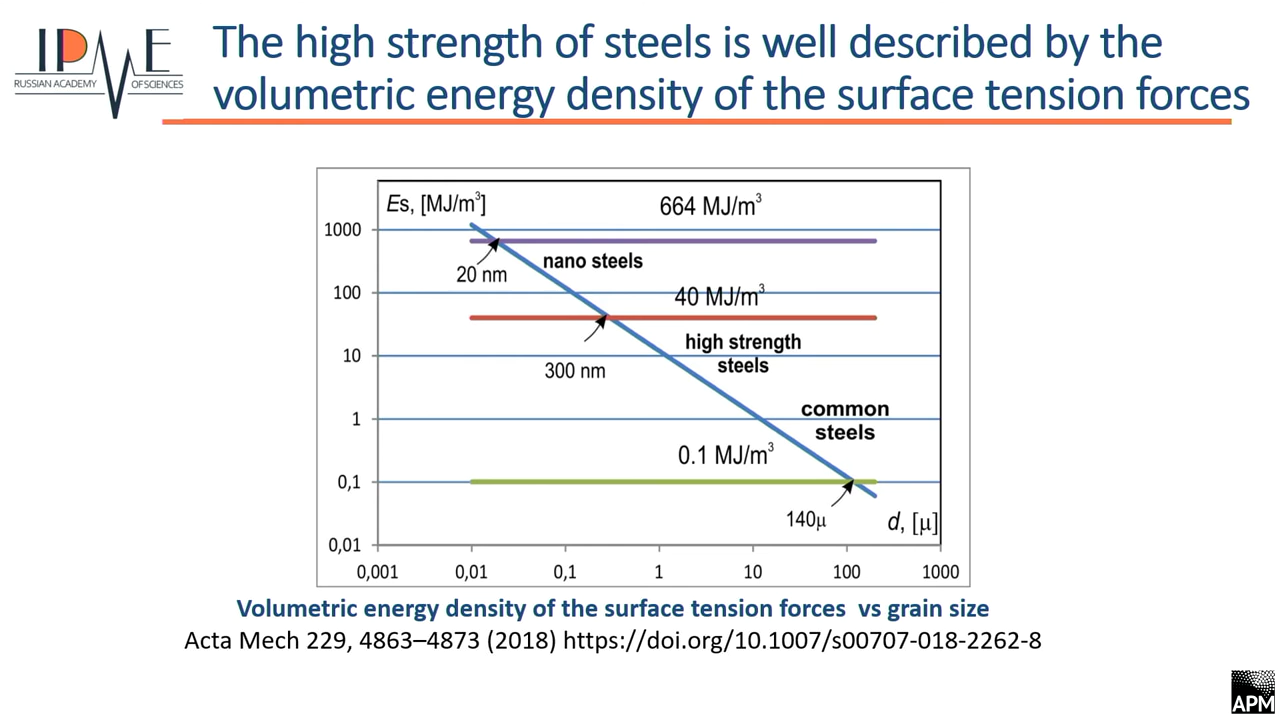 IPME
RUSSIAN ACADEMY OF SCIENCES
The high strength of steels is well described by the
volumetric energy density of the surface tension forces
Es, [MJ/m³]
664 MJ/m³
1000
nano steels
20 nm
100
40 MJ/m³
high strength
steels
10
300 nm
common
steels
1
0.1 MJ/m³
0,1
140μ
d, [μ]
0,01
0,001 0,01 0,1 1 10 100 1000
Volumetric energy density of the surface tension forces vs grain size
Acta Mech 229, 4863–4873 (2018) https://doi.org/10.1007/s00707-018-2262-8
APM